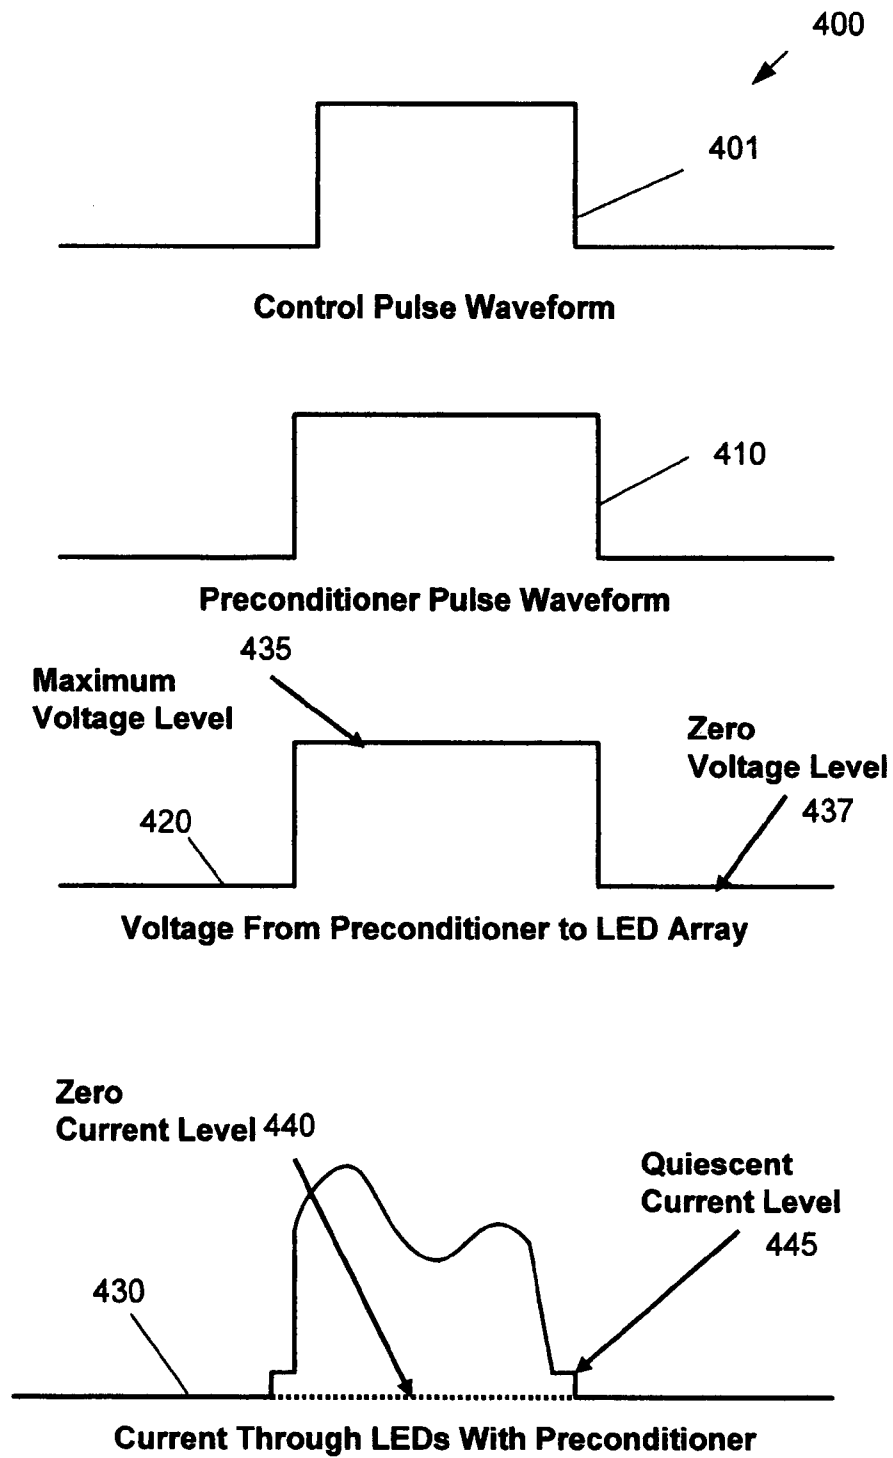 400
401
Control Pulse Waveform
410
Preconditioner Pulse Waveform
435
Maximum
Voltage Level
Zero
Voltage Level
437
420
Voltage From Preconditioner to LED Array
Zero
Current Level 440
Quiescent
Current Level
445
430
Current Through LEDs With Preconditioner